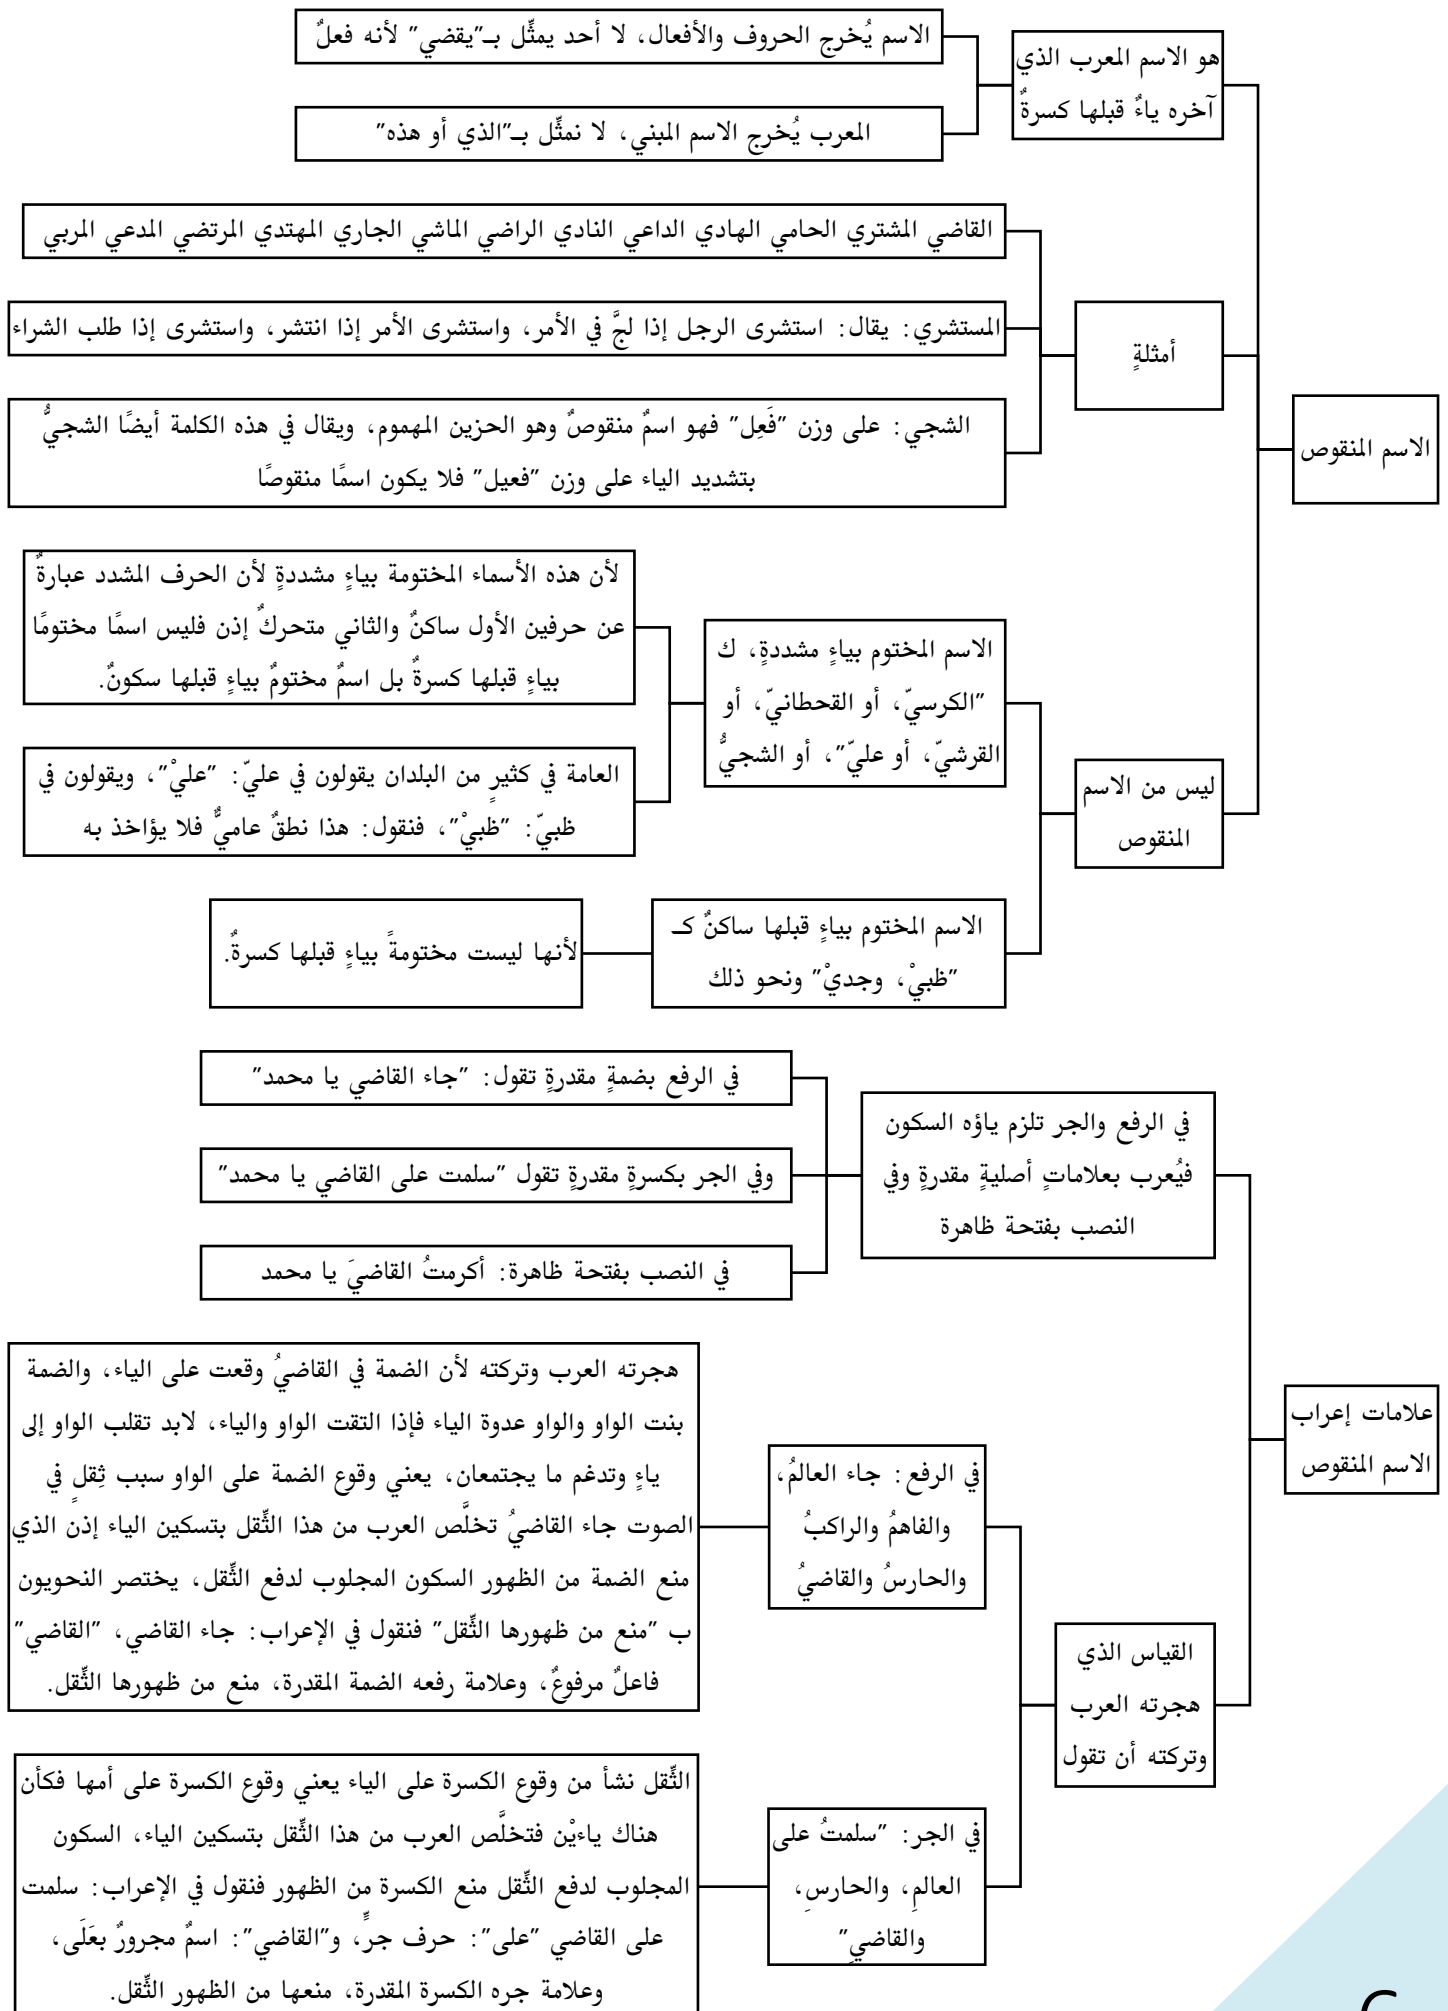 الاسم المنقوص
هو الاسم المعرب الذي
آخره ياءٌ قبلها كسرةٌ
الاسم يُخرج الحروف والأفعال، لا أحد يمثِّل بـ"يقضي" لأنه فعلٌ
المعرب يُخرج الاسم المبني، لا نمثِّل بـ"الذي أو هذه"
أمثلةٍ
القاضي المشتري الحامي الهادي الداعي النادي الراضي الماشي الجاري المهتدي المرتضي المدعي المربي
المستشري: يقال: استشرى الرجل إذا لجَّ في الأمر، واستشرى الأمر إذا انتشر، واستشرى إذا طلب الشراء
الشجي: على وزن "فَعِل" فهو اسمٌ منقوصٌ وهو الحزين المهموم، ويقال في هذه الكلمة أيضًا الشجيُّ
بتشديد الياء على وزن "فعيل" فلا يكون اسمًا منقوصًا
ليس من الاسم
المنقوص
الاسم المختوم بياءٍ مشددةٍ، ك
"الكرسيّ، أو القحطانيّ، أو
القرشيّ، أو عليّ"، أو الشجيُّ
لأن هذه الأسماء المختومة بياءٍ مشددةٍ لأن الحرف المشدد عبارةٌ
عن حرفين الأول ساكنٌ والثاني متحركٌ إذن فليس اسمًا مختومًا
بياءٍ قبلها كسرةٌ بل اسمٌ مختومٌ بياءٍ قبلها سكونٌ.
العامة في كثيرٍ من البلدان يقولون في عليّ: "عليْ"، ويقولون في
ظبيّ: "ظبيْ"، فنقول: هذا نطقٌ عاميٌّ فلا يؤاخذ به
الاسم المختوم بياءٍ قبلها ساكنٌ كـ
"ظبيْ، وجديْ" ونحو ذلك
لأنها ليست مختومةً بياءٍ قبلها كسرةٌ.
علامات إعراب
الاسم المنقوص
في الرفع والجر تلزم ياؤه السكون
فيُعرب بعلاماتٍ أصليةٍ مقدرةٍ وفي
النصب بفتحة ظاهرة
في الرفع بضمةٍ مقدرةٍ تقول: "جاء القاضي يا محمد"
وفي الجر بكسرةٍ مقدرةٍ تقول "سلمت على القاضي يا محمد"
في النصب بفتحة ظاهرة: أكرمتُ القاضيَ يا محمد
القياس الذي
هجرته العرب
وتركته أن تقول
في الرفع: جاء العالمُ،
والفاهمُ والراكبُ
والحارسُ والقاضيُ
هجرته العرب وتركته لأن الضمة في القاضيُ وقعت على الياء، والضمة
بنت الواو والواو عدوة الياء فإذا التقت الواو والياء، لابد تقلب الواو إلى
ياءٍ وتدغم ما يجتمعان، يعني وقوع الضمة على الواو سبب ثِقلٍ في
الصوت جاء القاضيُ تخلَّص العرب من هذا الثِّقل بتسكين الياء إذن الذي
منع الضمة من الظهور السكون المجلوب لدفع الثِّقل، يختصر النحويون
ب "منع من ظهورها الثِّقل" فنقول في الإعراب: جاء القاضي، "القاضي"
فاعلٌ مرفوعٌ، وعلامة رفعه الضمة المقدرة، منع من ظهورها الثِّقل.
في الجر: "سلمتُ على
العالمِ، والحارسِ،
والقاضيِ"
الثِّقل نشأ من وقوع الكسرة على الياء يعني وقوع الكسرة على أمها فكأن
هناك ياءيْن فتخلَّص العرب من هذا الثِّقل بتسكين الياء، السكون
المجلوب لدفع الثِّقل منع الكسرة من الظهور فنقول في الإعراب: سلمت
على القاضي "على": حرف جرٍّ، و"القاضي": اسمٌ مجرورٌ بعَلَى،
وعلامة جره الكسرة المقدرة، منعها من الظهور الثِّقل.